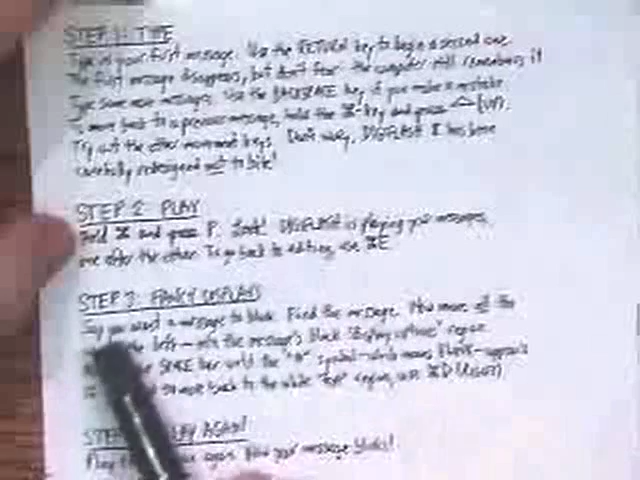 STEP 1: TYPE
Type in your first message. Use the RETURN key to begin a second one.
The first message disappears, but don't fear - the computer still remembers it
Type some more messages. Use the BACKSPACE key if you make a mistake
To move back to a previous message, hold the ⌘-key and press (UP).
Try out the other movement keys. Don't worry, DIGIFLASH II has been
carefully redesigned not to bite!
STEP 2: PLAY
Hold ⌘ and press P. Look! DIGIFLASH is playing your messages,
one after the other. To go back to editing, use ⌘E
STEP 3: FANCY DISPLAYS
Say you want a message to blink. Find the message. Now move all the
the left - into the message's black "display options" region
SPACE bar until the symbol - which means - appears
move back to the white region, use ⌘D (RIGHT)
STEP AGAIN!
Play again. Now your message blinks!